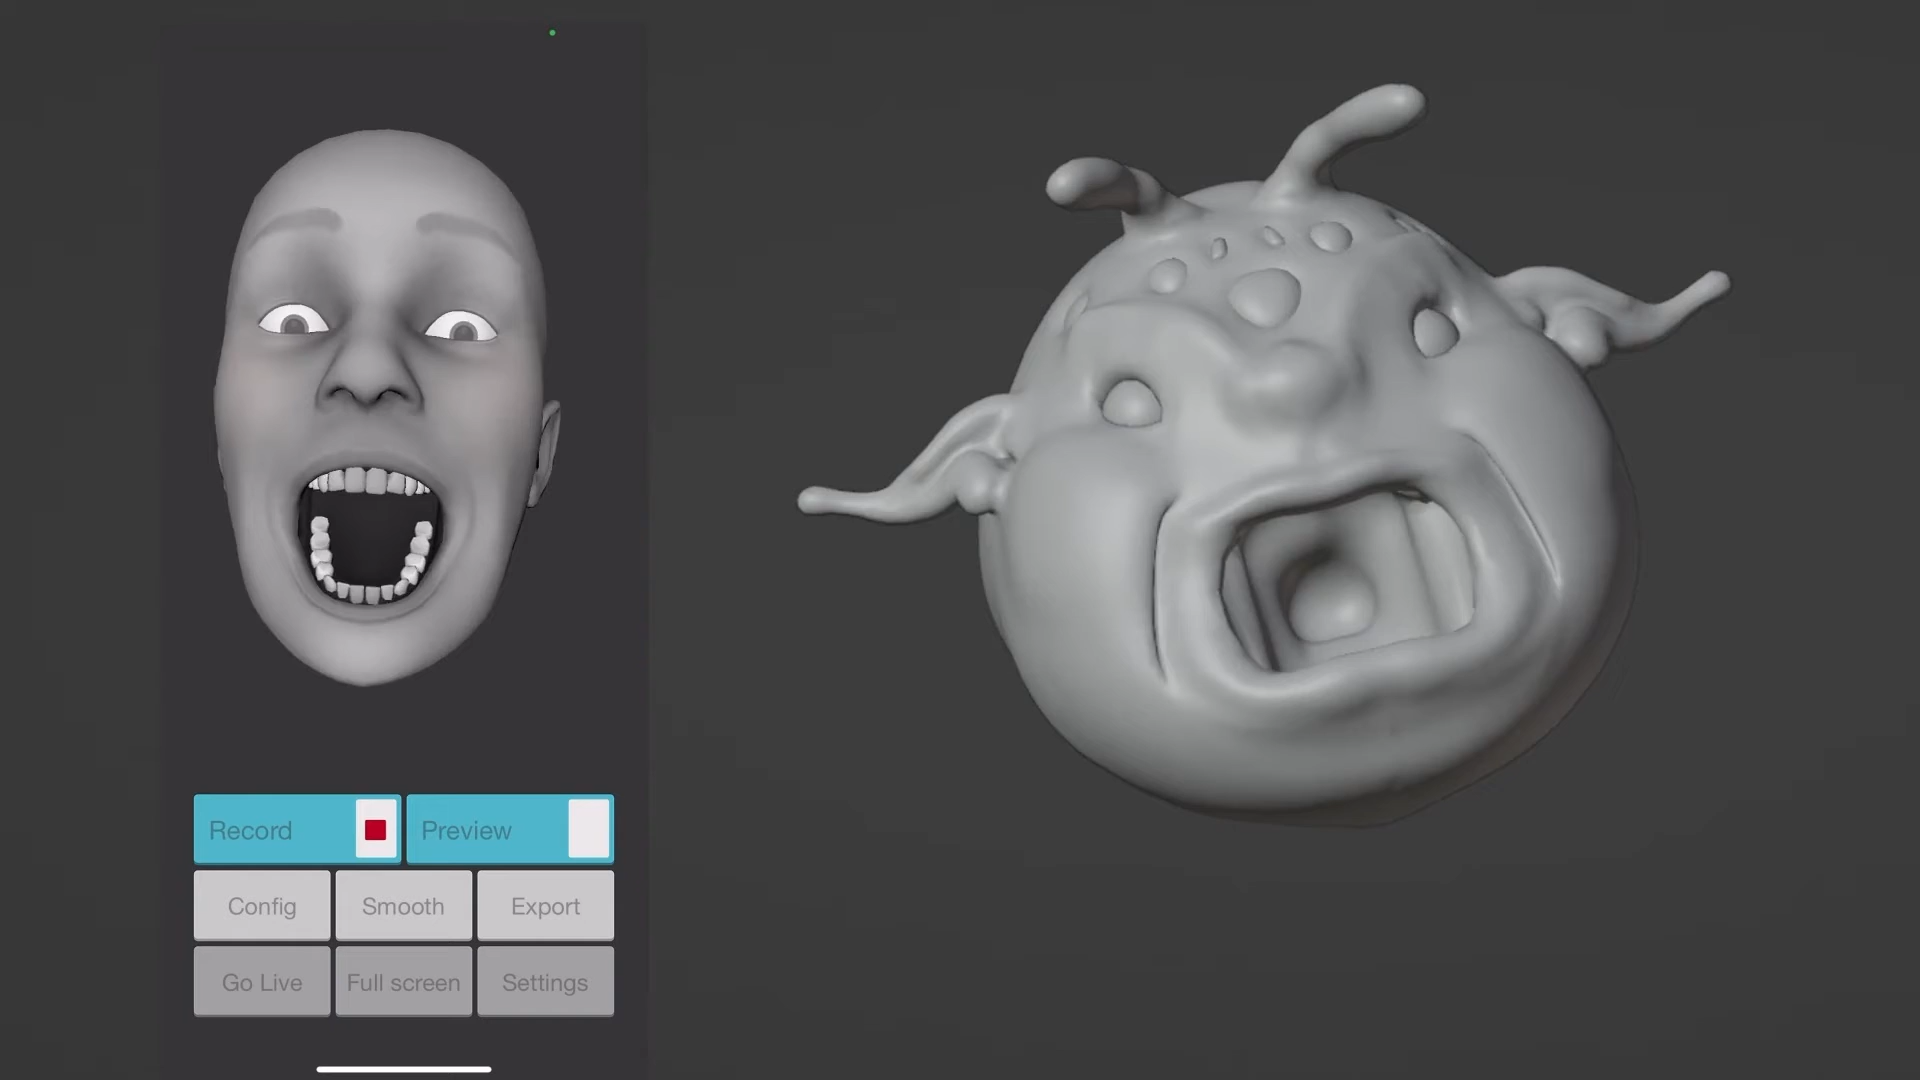 Record
Preview
Config
Smooth
Export
Go Live
Full screen
Settings